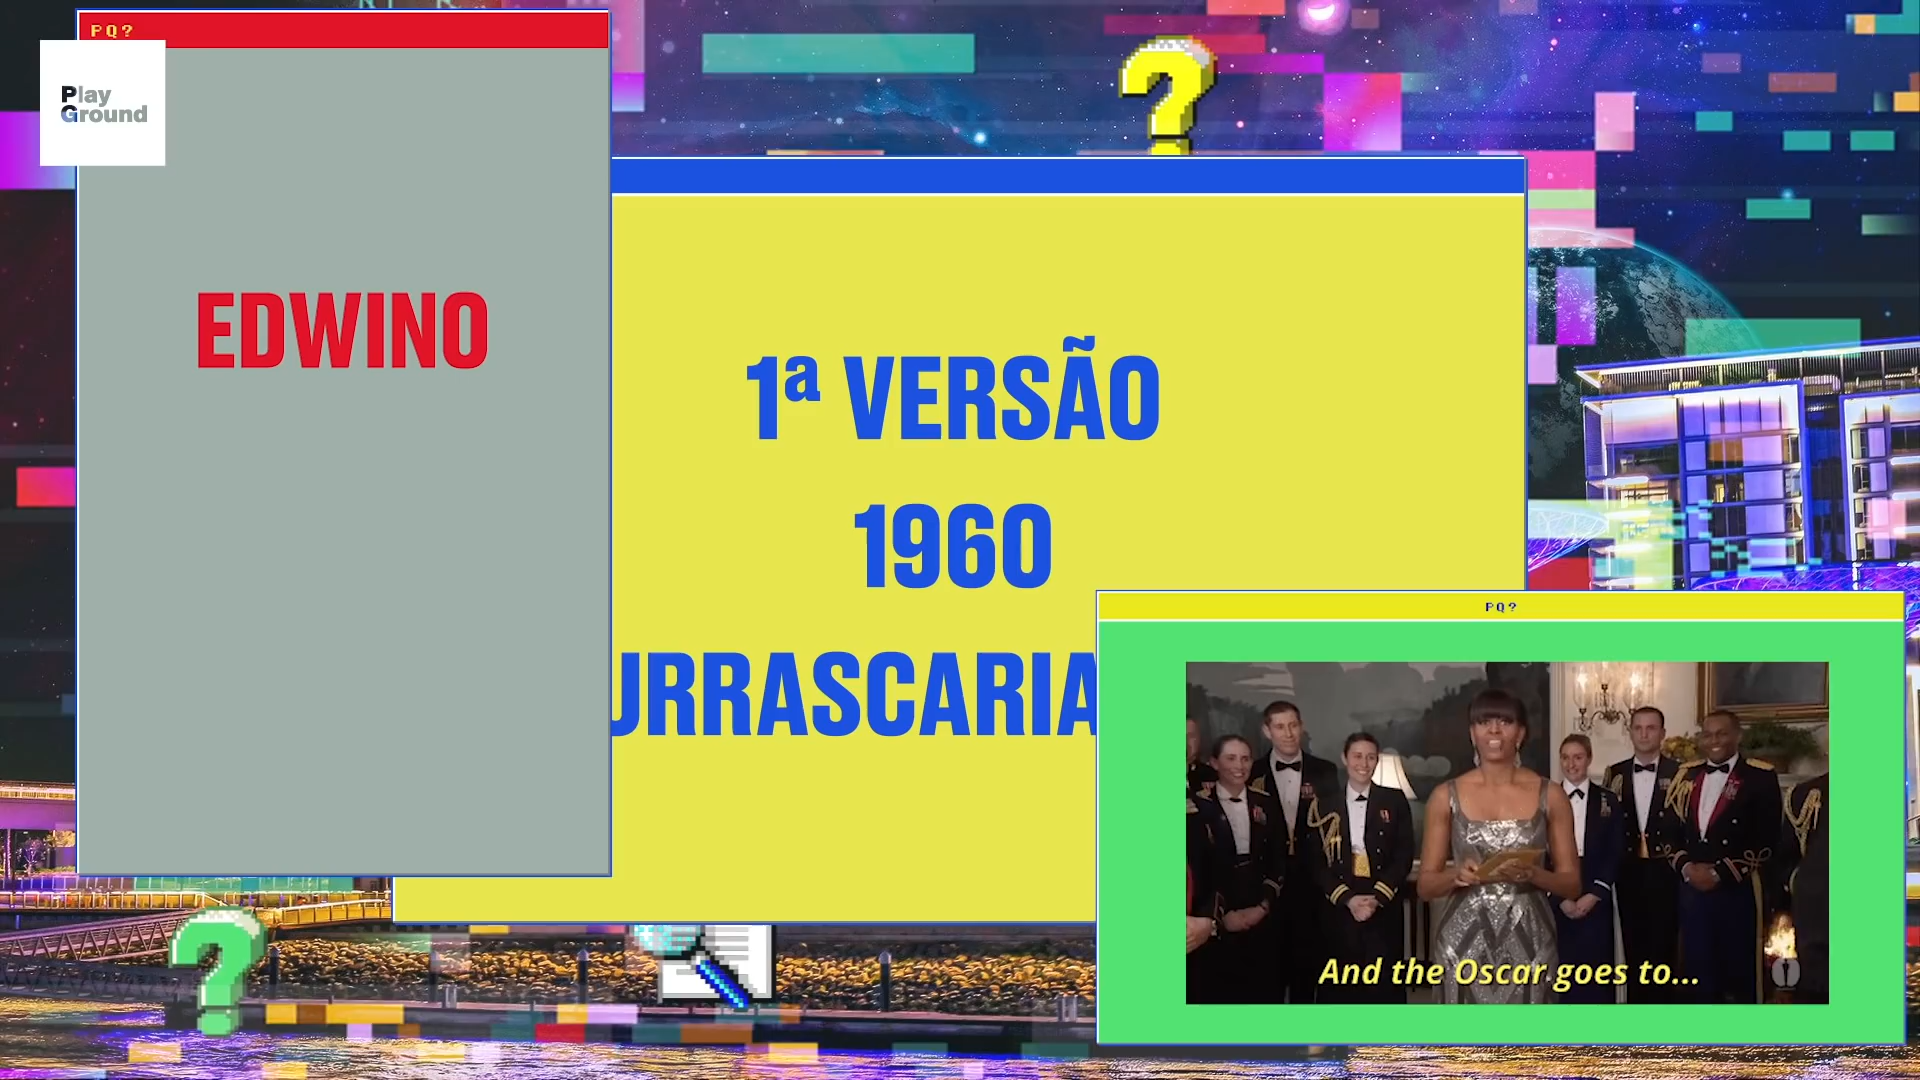 PQ?
Play
Ground
EDWINO
1ª VERSÃO
1960
URRASCARIA
PQ?
And the Oscar goes to...